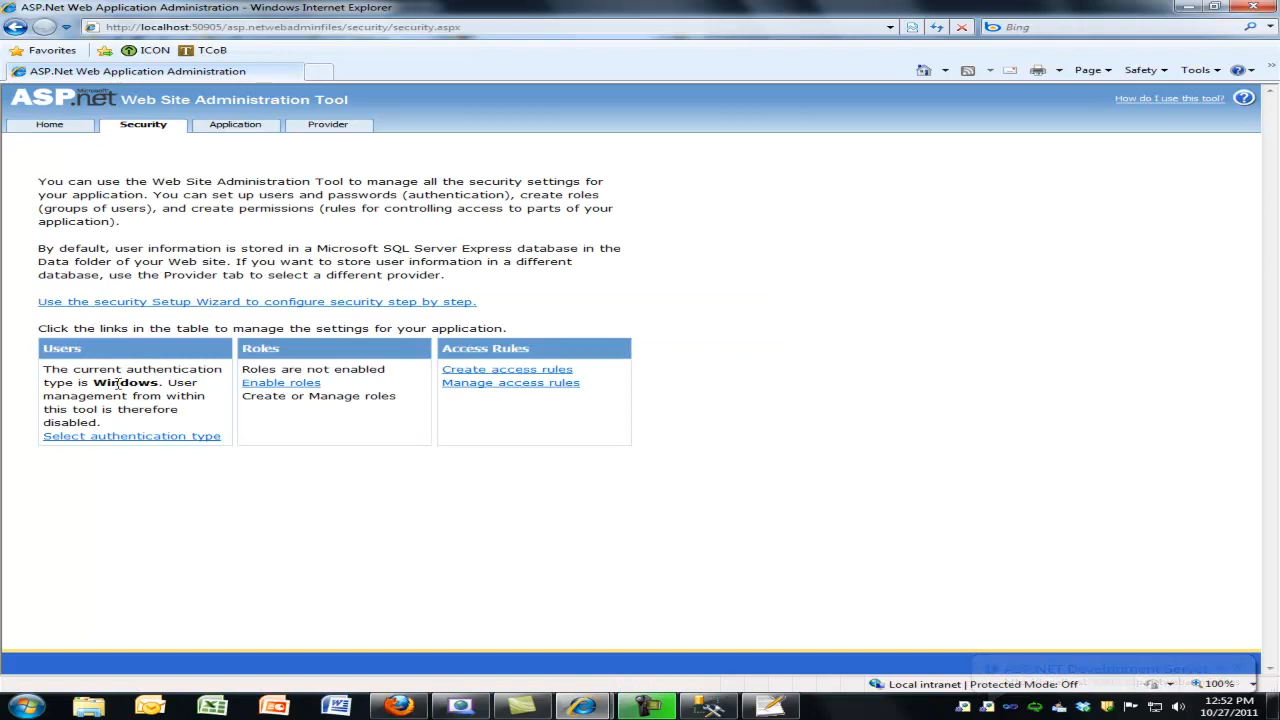 ASP.Net Web Application Administration - Windows Internet Explorer
http://localhost:50905/asp.netwebadminfiles/security/security.aspx
Bing
Favorites
ICON
TCoB
ASP.Net Web Application Administration
Page
Safety
Tools
Microsoft
ASP.net Web Site Administration Tool
How do I use this tool?
Home
Security
Application
Provider
You can use the Web Site Administration Tool to manage all the security settings for
your application. You can set up users and passwords (authentication), create roles
(groups of users), and create permissions (rules for controlling access to parts of your
application).
By default, user information is stored in a Microsoft SQL Server Express database in the
Data folder of your Web site. If you want to store user information in a different
database, use the Provider tab to select a different provider.
Use the security Setup Wizard to configure security step by step.
Click the links in the table to manage the settings for your application.
Users
The current authentication
type is Windows. User
management from within
this tool is therefore
disabled.
Select authentication type
Roles
Roles are not enabled
Enable roles
Create or Manage roles
Access Rules
Create access rules
Manage access rules
ASP.NET Development Server
Local intranet | Protected Mode: Off
100%
12:52 PM
10/27/2011